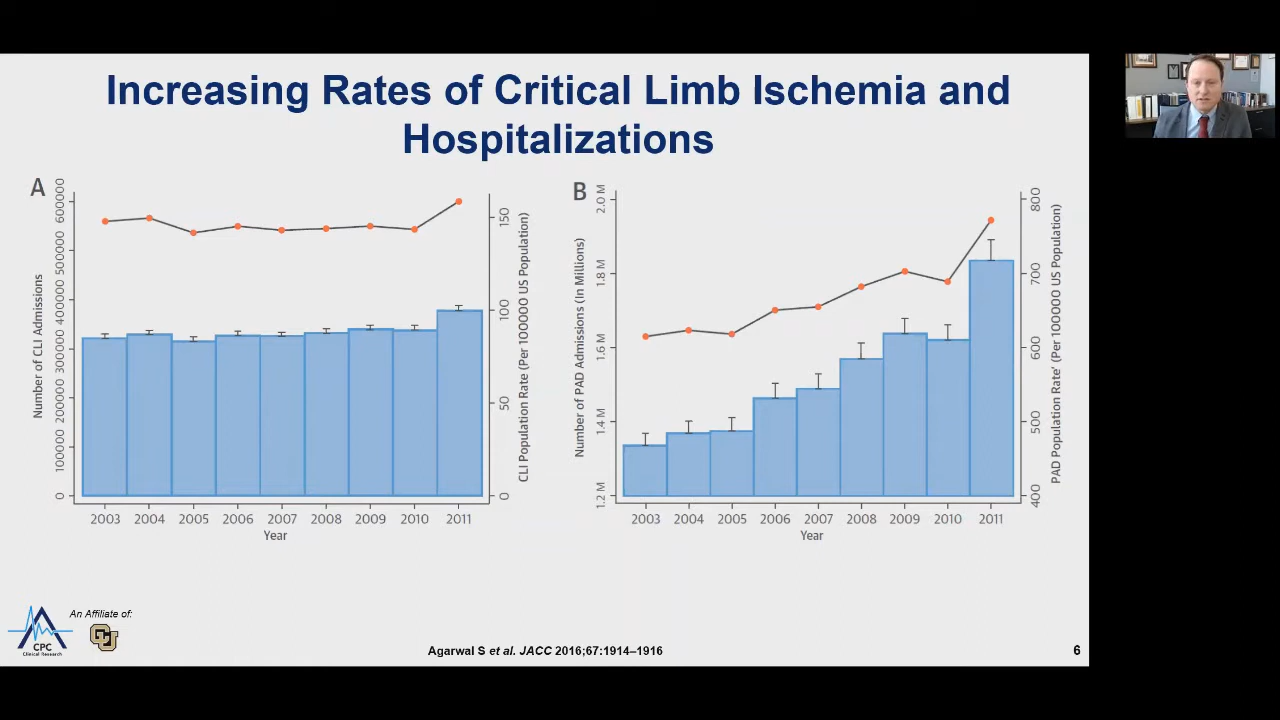 Increasing Rates of Critical Limb Ischemia and
Hospitalizations
A
Number of CLI Admissions
600000
500000
400000
300000
200000
100000
0
150
100
50
0
CLI Population Rate (Per 100000 US Population)
2003 2004 2005 2006 2007 2008 2009 2010 2011
Year
B
Number of PAD Admissions (In Millions)
2.0 M
1.8 M
1.6 M
1.4 M
1.2 M
800
700
600
500
400
PAD Population Rate' (Per 100000 US Population)
2003 2004 2005 2006 2007 2008 2009 2010 2011
Year
An Affiliate of:
CPC
Clinical Research
CU
Agarwal S et al. JACC 2016;67:1914–1916
6